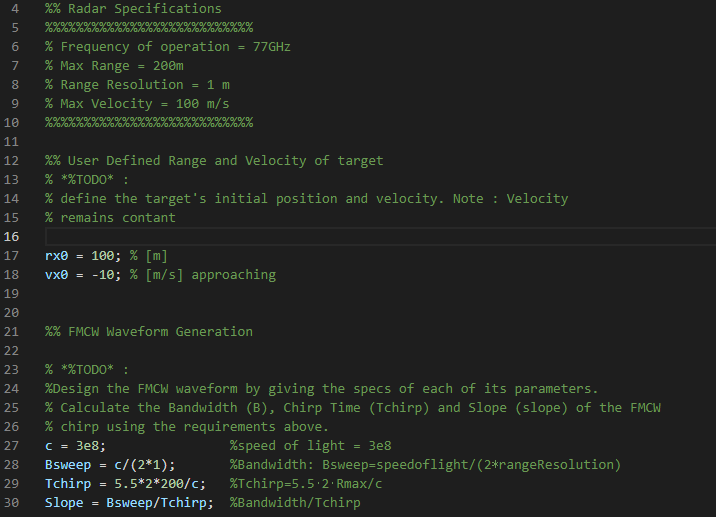 4 %% Radar Specifications
5 %%%%%%%%%%%%%%%%%%%%%%%%%%%
6 % Frequency of operation = 77GHz
7 % Max Range = 200m
8 % Range Resolution = 1 m
9 % Max Velocity = 100 m/s
10 %%%%%%%%%%%%%%%%%%%%%%%%%%%
11
12 %% User Defined Range and Velocity of target
13 % *%TODO* :
14 % define the target's initial position and velocity. Note : Velocity
15 % remains contant
16
17 rx0 = 100; % [m]
18 vx0 = -10; % [m/s] approaching
19
20
21 %% FMCW Waveform Generation
22
23 % *%TODO* :
24 %Design the FMCW waveform by giving the specs of each of its parameters.
25 % Calculate the Bandwidth (B), Chirp Time (Tchirp) and Slope (slope) of the FMCW
26 % chirp using the requirements above.
27 c = 3e8; %speed of light = 3e8
28 Bsweep = c/(2*1); %Bandwidth: Bsweep=speedoflight/(2*rangeResolution)
29 Tchirp = 5.5*2*200/c; %Tchirp=5.5⋅2⋅Rmax/c
30 Slope = Bsweep/Tchirp; %Bandwidth/Tchirp